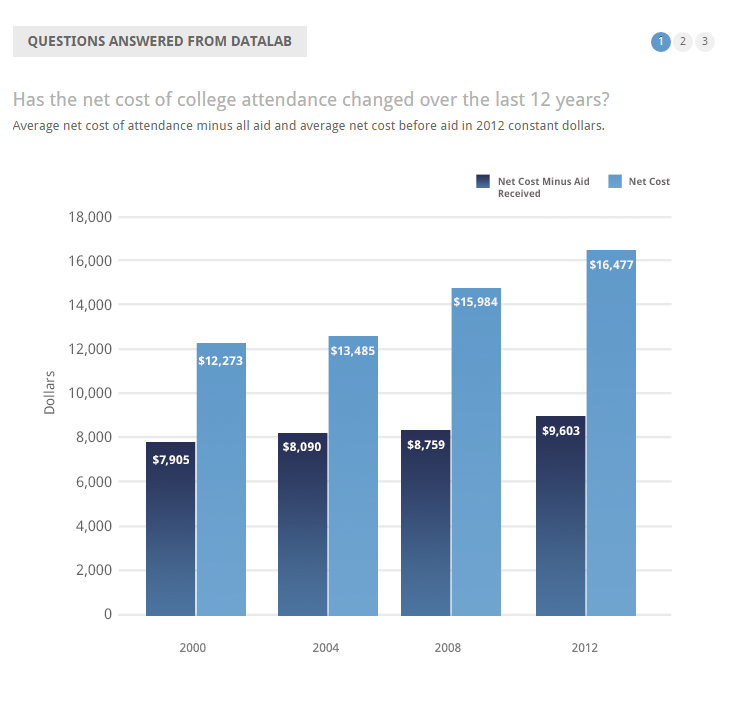 QUESTIONS ANSWERED FROM DATALAB
1 2 3
Has the net cost of college attendance changed over the last 12 years?
Average net cost of attendance minus all aid and average net cost before aid in 2012 constant dollars.
Net Cost Minus Aid
Received
Net Cost
18,000
16,000
14,000
12,000
10,000
8,000
6,000
4,000
2,000
0
Dollars
$7,905
$12,273
$8,090
$13,485
$8,759
$15,984
$9,603
$16,477
2000
2004
2008
2012